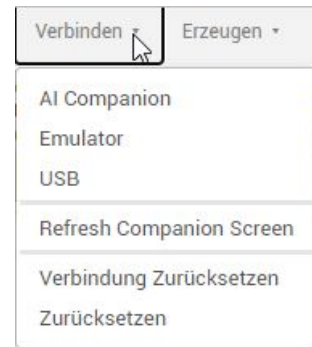 Verbinden Erzeugen
AI Companion
Emulator
USB
Refresh Companion Screen
Verbindung Zurücksetzen
Zurücksetzen